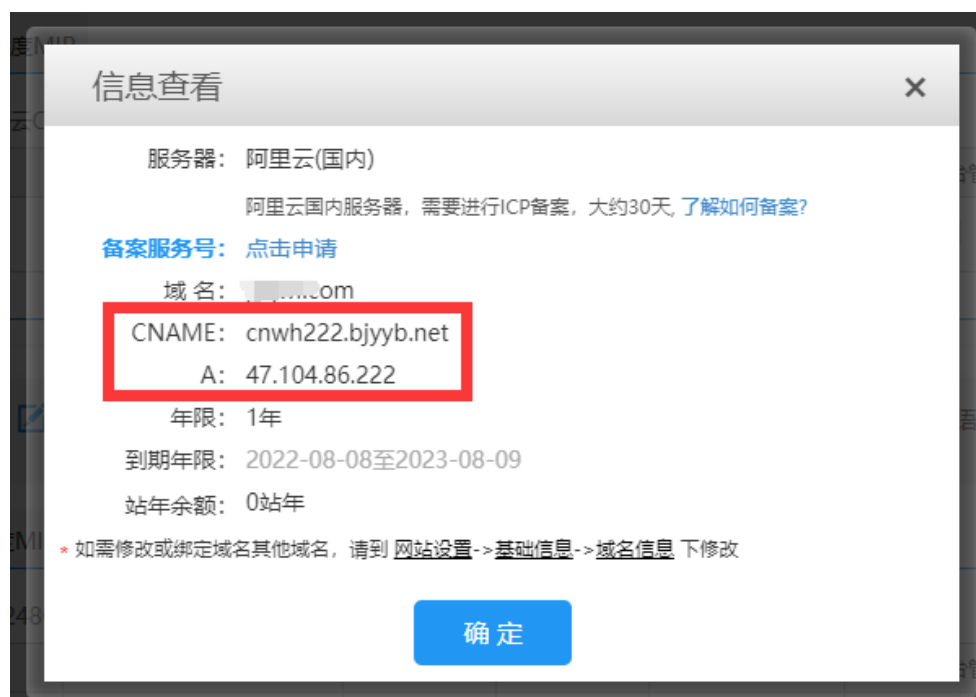 信息查看
服务器： 阿里云(国内)
阿里云国内服务器，需要进行ICP备案，大约30天, 了解如何备案?
备案服务号： 点击申请
域 名： .com
CNAME： cnwh222.bjyyb.net
A： 47.104.86.222
年限： 1年
到期年限： 2022-08-08至2023-08-09
站年余额： 0站年
* 如需修改或绑定域名其他域名，请到 网站设置->基础信息->域名信息 下修改
确 定